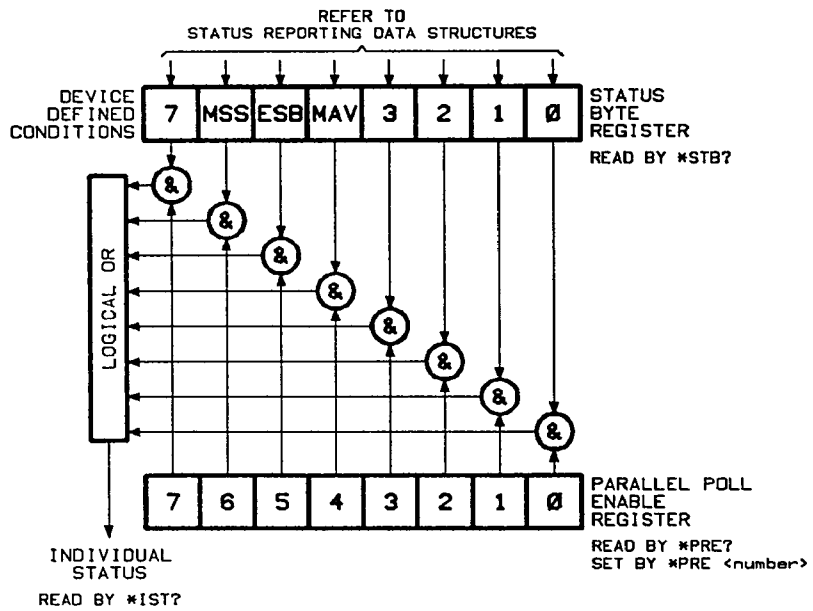 REFER TO
STATUS REPORTING DATA STRUCTURES
DEVICE
DEFINED
CONDITIONS
7 MSS ESB MAV 3 2 1 Ø
STATUS
BYTE
REGISTER
READ BY *STB?
&
&
&
&
&
&
&
&
LOGICAL OR
7 6 5 4 3 2 1 Ø
PARALLEL POLL
ENABLE
REGISTER
READ BY *PRE?
SET BY *PRE <number>
INDIVIDUAL
STATUS
READ BY *IST?